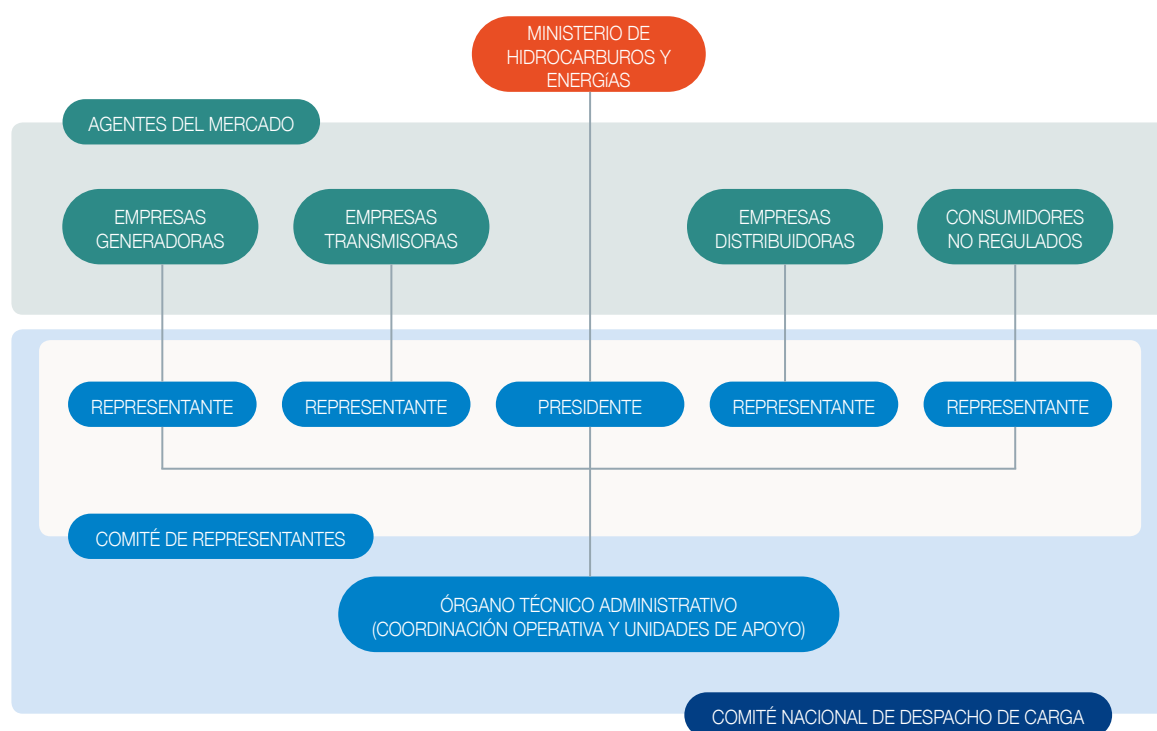 MINISTERIO DE
HIDROCARBUROS Y
ENERGíAS
AGENTES DEL MERCADO
EMPRESAS
GENERADORAS
EMPRESAS
TRANSMISORAS
EMPRESAS
DISTRIBUIDORAS
CONSUMIDORES
NO REGULADOS
REPRESENTANTE
REPRESENTANTE
PRESIDENTE
REPRESENTANTE
REPRESENTANTE
COMITÉ DE REPRESENTANTES
ÓRGANO TÉCNICO ADMINISTRATIVO
(COORDINACIÓN OPERATIVA Y UNIDADES DE APOYO)
COMITÉ NACIONAL DE DESPACHO DE CARGA